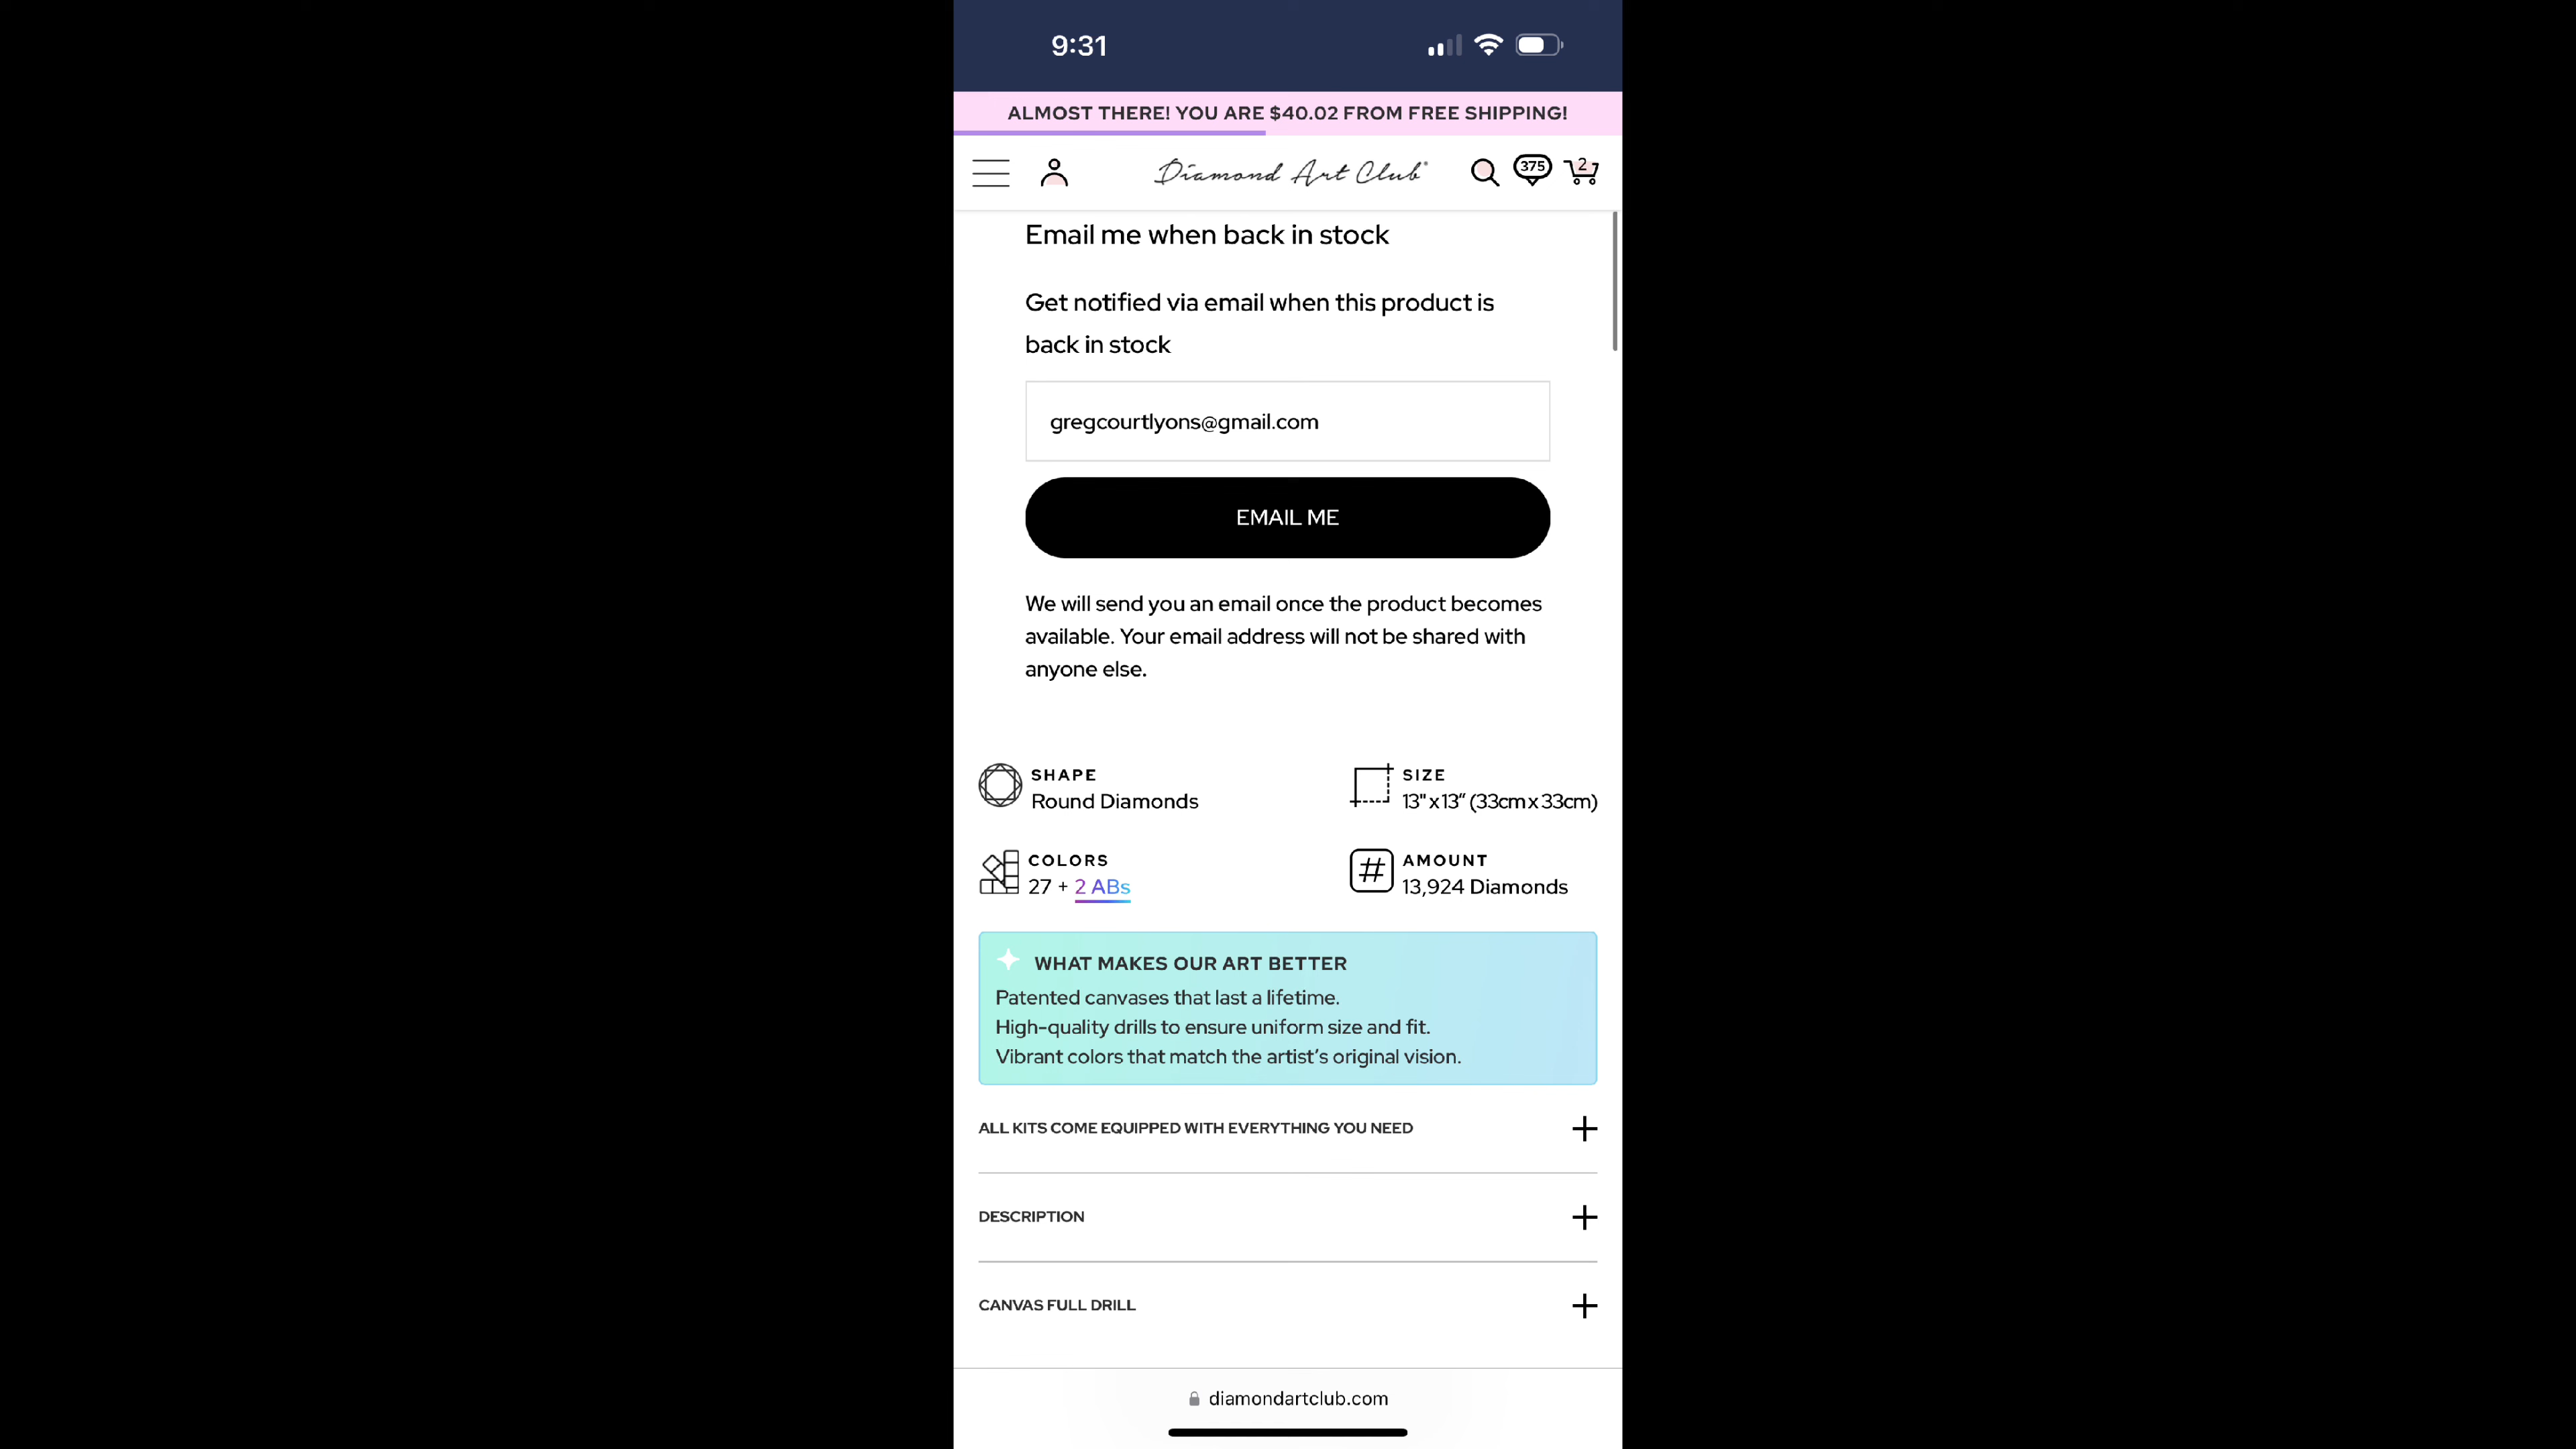 9:31
ALMOST THERE! YOU ARE $40.02 FROM FREE SHIPPING!
Diamond Art Club®
375
2
Email me when back in stock
Get notified via email when this product is
back in stock
gregcourtlyons@gmail.com
EMAIL ME
We will send you an email once the product becomes
available. Your email address will not be shared with
anyone else.
SHAPE
Round Diamonds
SIZE
13" x 13“ (33cm x 33cm)
COLORS
27 + 2 ABs
# AMOUNT
13,924 Diamonds
WHAT MAKES OUR ART BETTER
Patented canvases that last a lifetime.
High-quality drills to ensure uniform size and fit.
Vibrant colors that match the artist’s original vision.
ALL KITS COME EQUIPPED WITH EVERYTHING YOU NEED +
DESCRIPTION +
CANVAS FULL DRILL +
diamondartclub.com